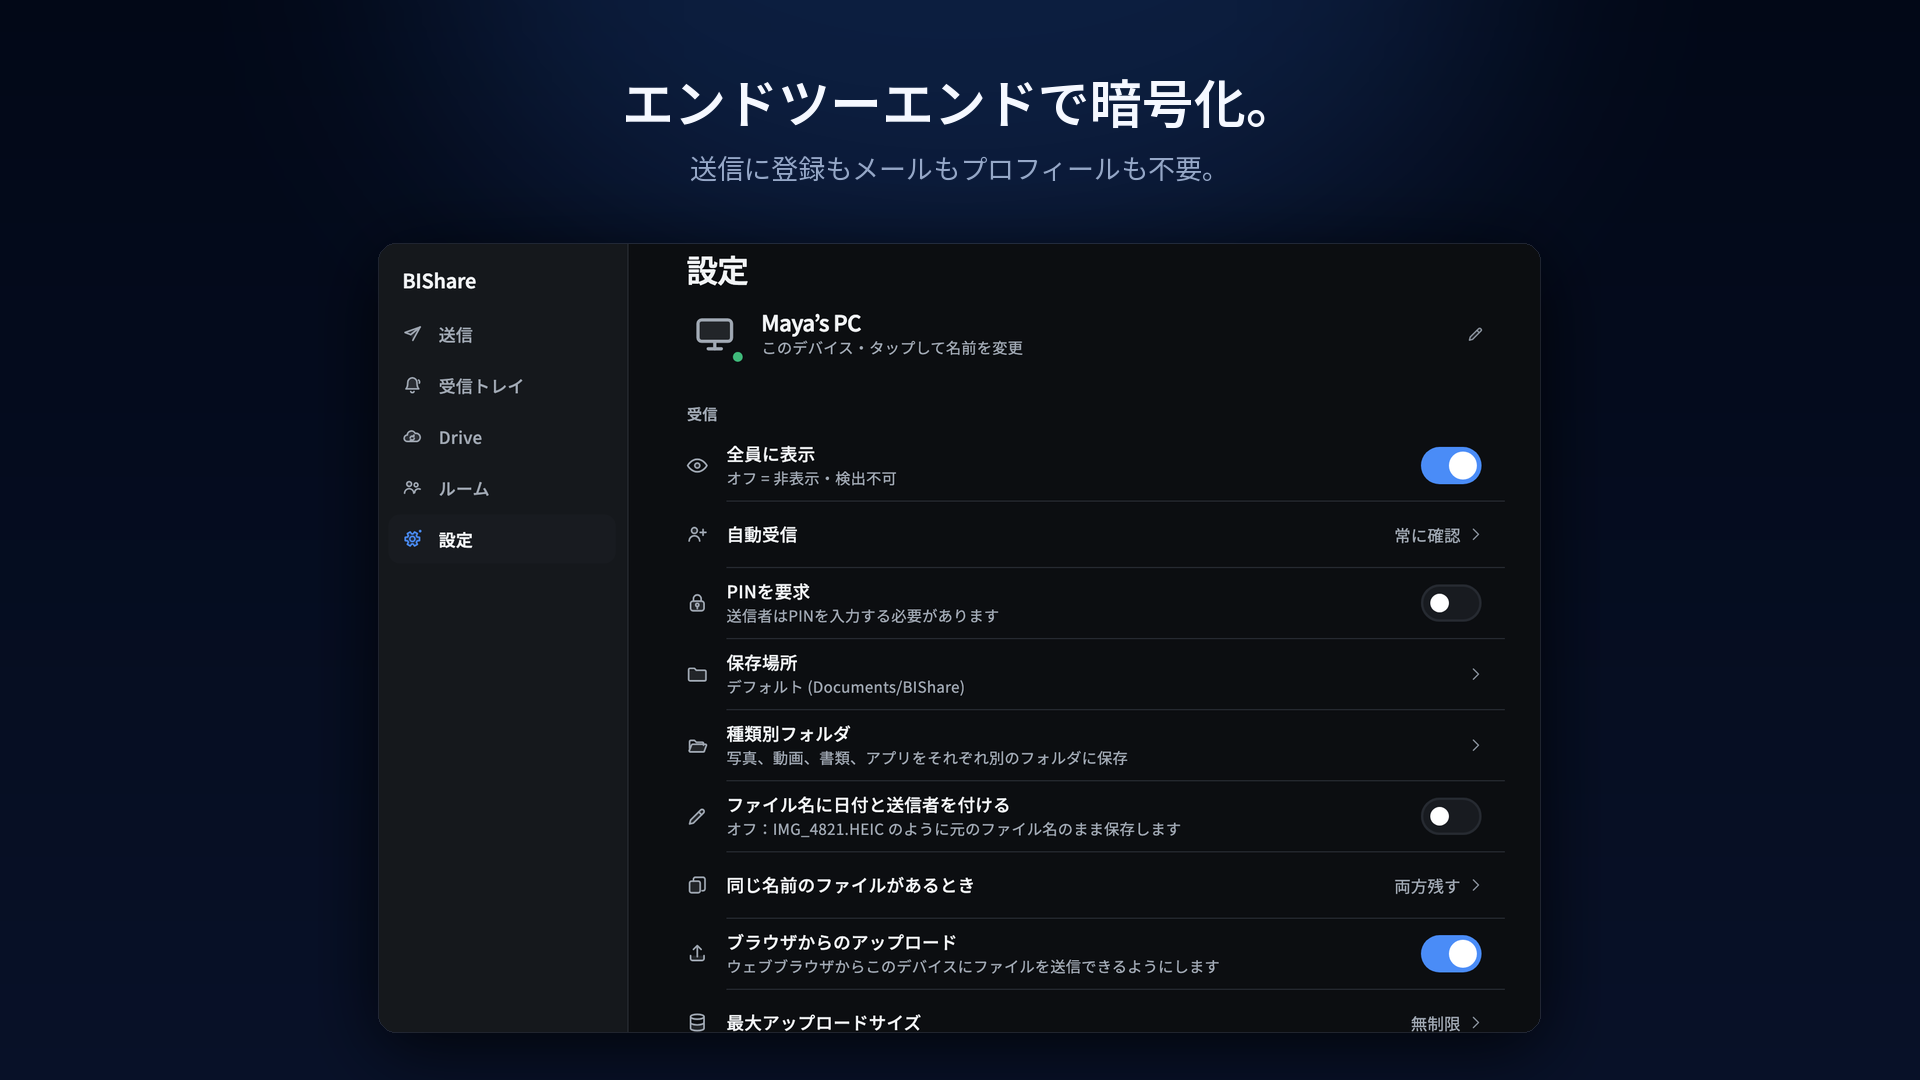 エンドツーエンドで暗号化。
送信に登録もメールもプロフィールも不要。
BIShare
送信
受信トレイ
Drive
ルーム
設定
設定
Maya’s PC
このデバイス・タップして名前を変更
受信
全員に表示
オフ = 非表示・検出不可
自動受信
常に確認
PINを要求
送信者はPINを入力する必要があります
保存場所
デフォルト (Documents/BIShare)
種類別フォルダ
写真、動画、書類、アプリをそれぞれ別のフォルダに保存
ファイル名に日付と送信者を付ける
オフ：IMG_4821.HEIC のように元のファイル名のまま保存します
同じ名前のファイルがあるとき
両方残す
ブラウザからのアップロード
ウェブブラウザからこのデバイスにファイルを送信できるようにします
最大アップロードサイズ
無制限